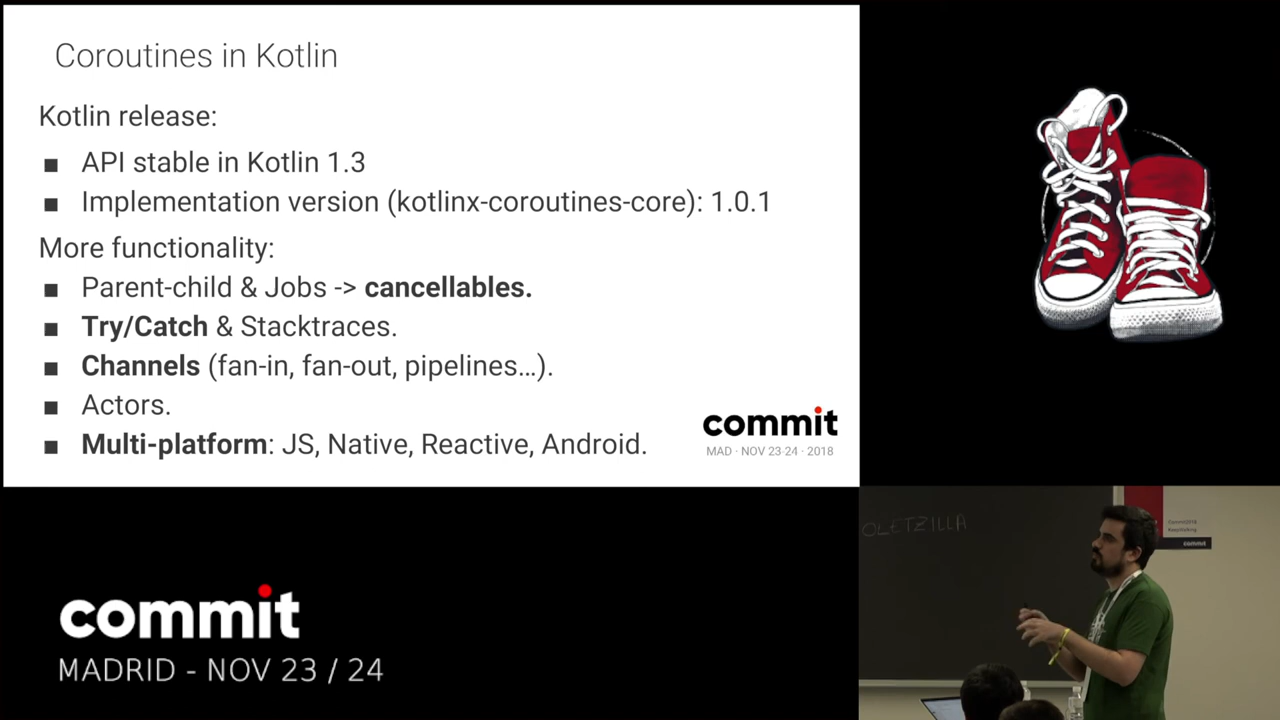 Coroutines in Kotlin
Kotlin release:
■ API stable in Kotlin 1.3
■ Implementation version (kotlinx-coroutines-core): 1.0.1
More functionality:
■ Parent-child & Jobs -> cancellables.
■ Try/Catch & Stacktraces.
■ Channels (fan-in, fan-out, pipelines…).
■ Actors.
■ Multi-platform: JS, Native, Reactive, Android.
commit
MAD · NOV 23-24 · 2018
OLETZILLA
commit
commit
MADRID - NOV 23 / 24